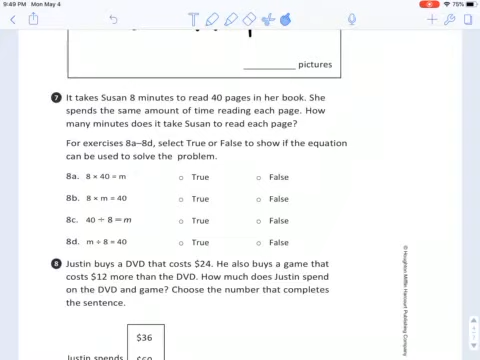 9:49 PM Mon May 4
75%
pictures
7 It takes Susan 8 minutes to read 40 pages in her book. She
spends the same amount of time reading each page. How
many minutes does it take Susan to read each page?
For exercises 8a–8d, select True or False to show if the equation
can be used to solve the problem.
8a. 8 × 40 = m ○ True ○ False
8b. 8 × m = 40 ○ True ○ False
8c. 40 ÷ 8 = m ○ True ○ False
8d. m ÷ 8 = 40 ○ True ○ False
8 Justin buys a DVD that costs $24. He also buys a game that
costs $12 more than the DVD. How much does Justin spend
on the DVD and game? Choose the number that completes
the sentence.
$36
Justin spends
© Houghton Mifflin Harcourt Publishing Company